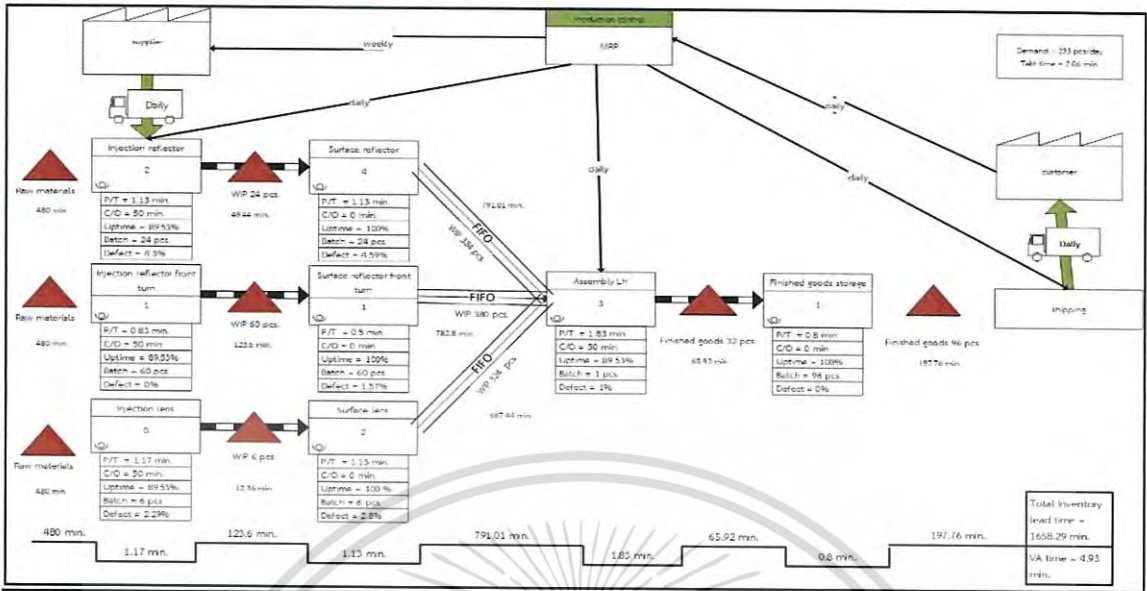 Production control
MRP
supplier
weekly
Demand = 233 pcs/day
Takt time = 2.06 min.
Daily
daily
daily
daily
daily
customer
Daily
shipping
Raw materials
480 min
Injection reflector
2
P/T = 1.13 min.
C/O = 50 min.
Uptime = 89.53%
Batch = 24 pcs
Defect = 4.3%
WIP 24 pcs.
49.44 min.
Surface reflector
4
P/T = 1.13 min.
C/O = 0 min.
Uptime = 100%
Batch = 24 pcs
Defect = 4.59%
791.01 min.
FIFO
WIP 384 pcs.
Raw materials
480 min.
Injection reflector front
turn
1
P/T = 0.83 min.
C/O = 50 min
Uptime = 89.53%
Batch = 60 pcs
Defect = 0%
WIP 60 pcs.
123.6 min.
Surface reflector front
turn
1
P/T = 0.5 min.
C/O = 0 min.
Uptime = 100%
Batch = 60 pcs
Defect = 1.57%
FIFO
WIP 380 pcs.
782.8 min.
Assembly LH
3
P/T = 1.83 min.
C/O = 30 min.
Uptime = 89.53%
Batch = 1 pcs
Defect = 1%
Finished goods 32 pcs
65.92 min.
Finished goods storage
1
P/T = 0.8 min.
C/O = 0 min.
Uptime = 100%
Batch = 96 pcs
Defect = 0%
Finished goods 96 pcs
197.76 min.
Raw materials
480 min.
Injection lens
0
P/T = 1.17 min.
C/O = 50 min.
Uptime = 89.53%
Batch = 6 pcs
Defect = 2.29%
WIP 6 pcs
12.36 min
Surface lens
2
P/T = 1.13 min.
C/O = 0 min.
Uptime = 100 %
Batch = 6 pcs
Defect = 2.8%
FIFO
WIP 324 pcs
667.44 min.
480 min.
1.17 min.
123.6 min.
1.13 min.
791.01 min.
1.83 min.
65.92 min.
0.8 min.
197.76 min.
Total Inventory
lead time =
1658.29 min.
VA time = 4.93
min.